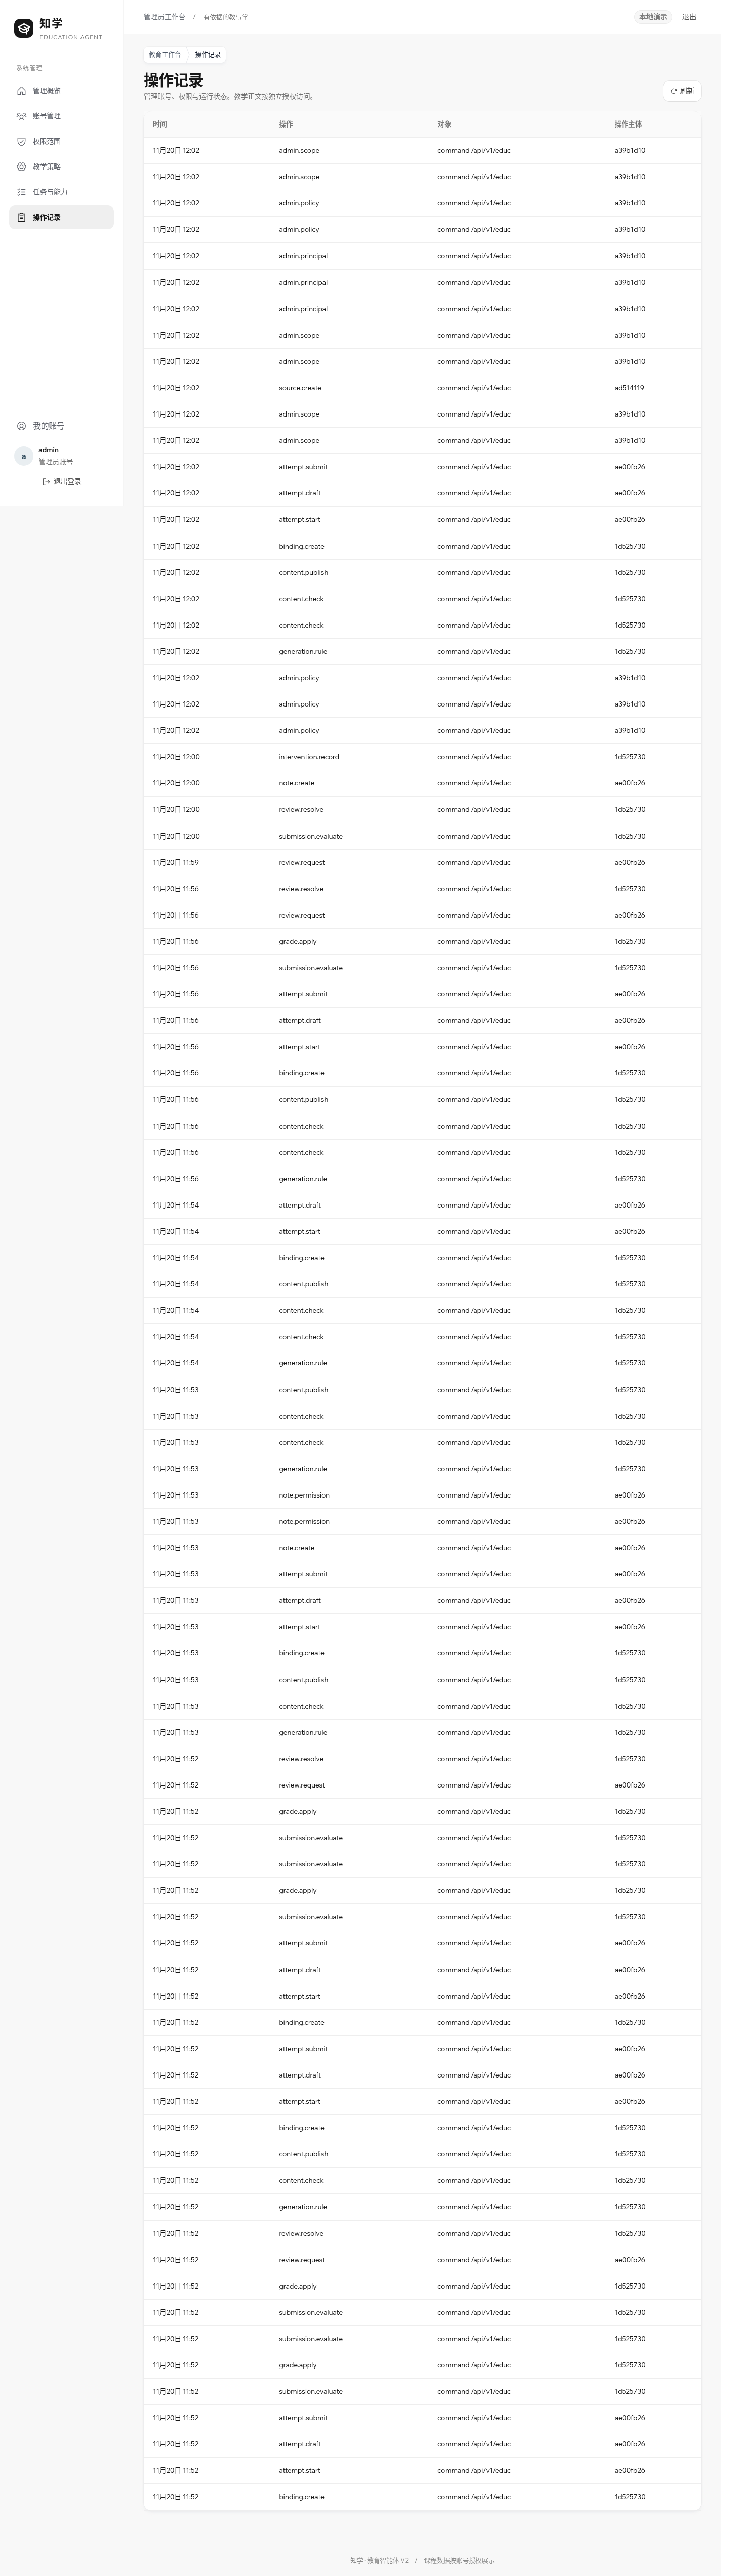 知学
EDUCATION AGENT
系统管理
管理概览
账号管理
权限范围
教学策略
任务与能力
操作记录
我的账号
a
admin
管理员账号
退出登录
管理员工作台 / 有依据的教与学
本地演示 退出
教育工作台 操作记录
操作记录
管理账号、权限与运行状态。教学正文按独立授权访问。
刷新
时间 操作 对象 操作主体
11月20日 12:02 admin.scope command /api/v1/educ a39b1d10
11月20日 12:02 admin.scope command /api/v1/educ a39b1d10
11月20日 12:02 admin.policy command /api/v1/educ a39b1d10
11月20日 12:02 admin.policy command /api/v1/educ a39b1d10
11月20日 12:02 admin.principal command /api/v1/educ a39b1d10
11月20日 12:02 admin.principal command /api/v1/educ a39b1d10
11月20日 12:02 admin.principal command /api/v1/educ a39b1d10
11月20日 12:02 admin.scope command /api/v1/educ a39b1d10
11月20日 12:02 admin.scope command /api/v1/educ a39b1d10
11月20日 12:02 source.create command /api/v1/educ ad514119
11月20日 12:02 admin.scope command /api/v1/educ a39b1d10
11月20日 12:02 admin.scope command /api/v1/educ a39b1d10
11月20日 12:02 attempt.submit command /api/v1/educ ae00fb26
11月20日 12:02 attempt.draft command /api/v1/educ ae00fb26
11月20日 12:02 attempt.start command /api/v1/educ ae00fb26
11月20日 12:02 binding.create command /api/v1/educ 1d525730
11月20日 12:02 content.publish command /api/v1/educ 1d525730
11月20日 12:02 content.check command /api/v1/educ 1d525730
11月20日 12:02 content.check command /api/v1/educ 1d525730
11月20日 12:02 generation.rule command /api/v1/educ 1d525730
11月20日 12:02 admin.policy command /api/v1/educ a39b1d10
11月20日 12:02 admin.policy command /api/v1/educ a39b1d10
11月20日 12:02 admin.policy command /api/v1/educ a39b1d10
11月20日 12:00 intervention.record command /api/v1/educ 1d525730
11月20日 12:00 note.create command /api/v1/educ ae00fb26
11月20日 12:00 review.resolve command /api/v1/educ 1d525730
11月20日 12:00 submission.evaluate command /api/v1/educ 1d525730
11月20日 11:59 review.request command /api/v1/educ ae00fb26
11月20日 11:56 review.resolve command /api/v1/educ 1d525730
11月20日 11:56 review.request command /api/v1/educ ae00fb26
11月20日 11:56 grade.apply command /api/v1/educ 1d525730
11月20日 11:56 submission.evaluate command /api/v1/educ 1d525730
11月20日 11:56 attempt.submit command /api/v1/educ ae00fb26
11月20日 11:56 attempt.draft command /api/v1/educ ae00fb26
11月20日 11:56 attempt.start command /api/v1/educ ae00fb26
11月20日 11:56 binding.create command /api/v1/educ 1d525730
11月20日 11:56 content.publish command /api/v1/educ 1d525730
11月20日 11:56 content.check command /api/v1/educ 1d525730
11月20日 11:56 content.check command /api/v1/educ 1d525730
11月20日 11:56 generation.rule command /api/v1/educ 1d525730
11月20日 11:54 attempt.draft command /api/v1/educ ae00fb26
11月20日 11:54 attempt.start command /api/v1/educ ae00fb26
11月20日 11:54 binding.create command /api/v1/educ 1d525730
11月20日 11:54 content.publish command /api/v1/educ 1d525730
11月20日 11:54 content.check command /api/v1/educ 1d525730
11月20日 11:54 content.check command /api/v1/educ 1d525730
11月20日 11:54 generation.rule command /api/v1/educ 1d525730
11月20日 11:53 content.publish command /api/v1/educ 1d525730
11月20日 11:53 content.check command /api/v1/educ 1d525730
11月20日 11:53 content.check command /api/v1/educ 1d525730
11月20日 11:53 generation.rule command /api/v1/educ 1d525730
11月20日 11:53 note.permission command /api/v1/educ ae00fb26
11月20日 11:53 note.permission command /api/v1/educ ae00fb26
11月20日 11:53 note.create command /api/v1/educ ae00fb26
11月20日 11:53 attempt.submit command /api/v1/educ ae00fb26
11月20日 11:53 attempt.draft command /api/v1/educ ae00fb26
11月20日 11:53 attempt.start command /api/v1/educ ae00fb26
11月20日 11:53 binding.create command /api/v1/educ 1d525730
11月20日 11:53 content.publish command /api/v1/educ 1d525730
11月20日 11:53 content.check command /api/v1/educ 1d525730
11月20日 11:53 generation.rule command /api/v1/educ 1d525730
11月20日 11:52 review.resolve command /api/v1/educ 1d525730
11月20日 11:52 review.request command /api/v1/educ ae00fb26
11月20日 11:52 grade.apply command /api/v1/educ 1d525730
11月20日 11:52 submission.evaluate command /api/v1/educ 1d525730
11月20日 11:52 submission.evaluate command /api/v1/educ 1d525730
11月20日 11:52 grade.apply command /api/v1/educ 1d525730
11月20日 11:52 submission.evaluate command /api/v1/educ 1d525730
11月20日 11:52 attempt.submit command /api/v1/educ ae00fb26
11月20日 11:52 attempt.draft command /api/v1/educ ae00fb26
11月20日 11:52 attempt.start command /api/v1/educ ae00fb26
11月20日 11:52 binding.create command /api/v1/educ 1d525730
11月20日 11:52 attempt.submit command /api/v1/educ ae00fb26
11月20日 11:52 attempt.draft command /api/v1/educ ae00fb26
11月20日 11:52 attempt.start command /api/v1/educ ae00fb26
11月20日 11:52 binding.create command /api/v1/educ 1d525730
11月20日 11:52 content.publish command /api/v1/educ 1d525730
11月20日 11:52 content.check command /api/v1/educ 1d525730
11月20日 11:52 generation.rule command /api/v1/educ 1d525730
11月20日 11:52 review.resolve command /api/v1/educ 1d525730
11月20日 11:52 review.request command /api/v1/educ ae00fb26
11月20日 11:52 grade.apply command /api/v1/educ 1d525730
11月20日 11:52 submission.evaluate command /api/v1/educ 1d525730
11月20日 11:52 submission.evaluate command /api/v1/educ 1d525730
11月20日 11:52 grade.apply command /api/v1/educ 1d525730
11月20日 11:52 submission.evaluate command /api/v1/educ 1d525730
11月20日 11:52 attempt.submit command /api/v1/educ ae00fb26
11月20日 11:52 attempt.draft command /api/v1/educ ae00fb26
11月20日 11:52 attempt.start command /api/v1/educ ae00fb26
11月20日 11:52 binding.create command /api/v1/educ 1d525730
知学 · 教育智能体 V2 / 课程数据按账号授权展示